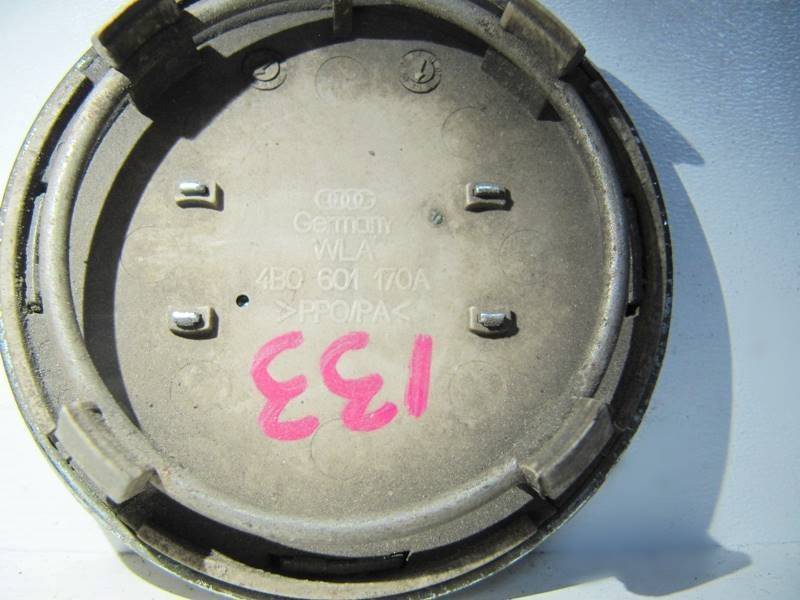 Germany
WLA
4B0 601 170A
>PPO/PA<
133